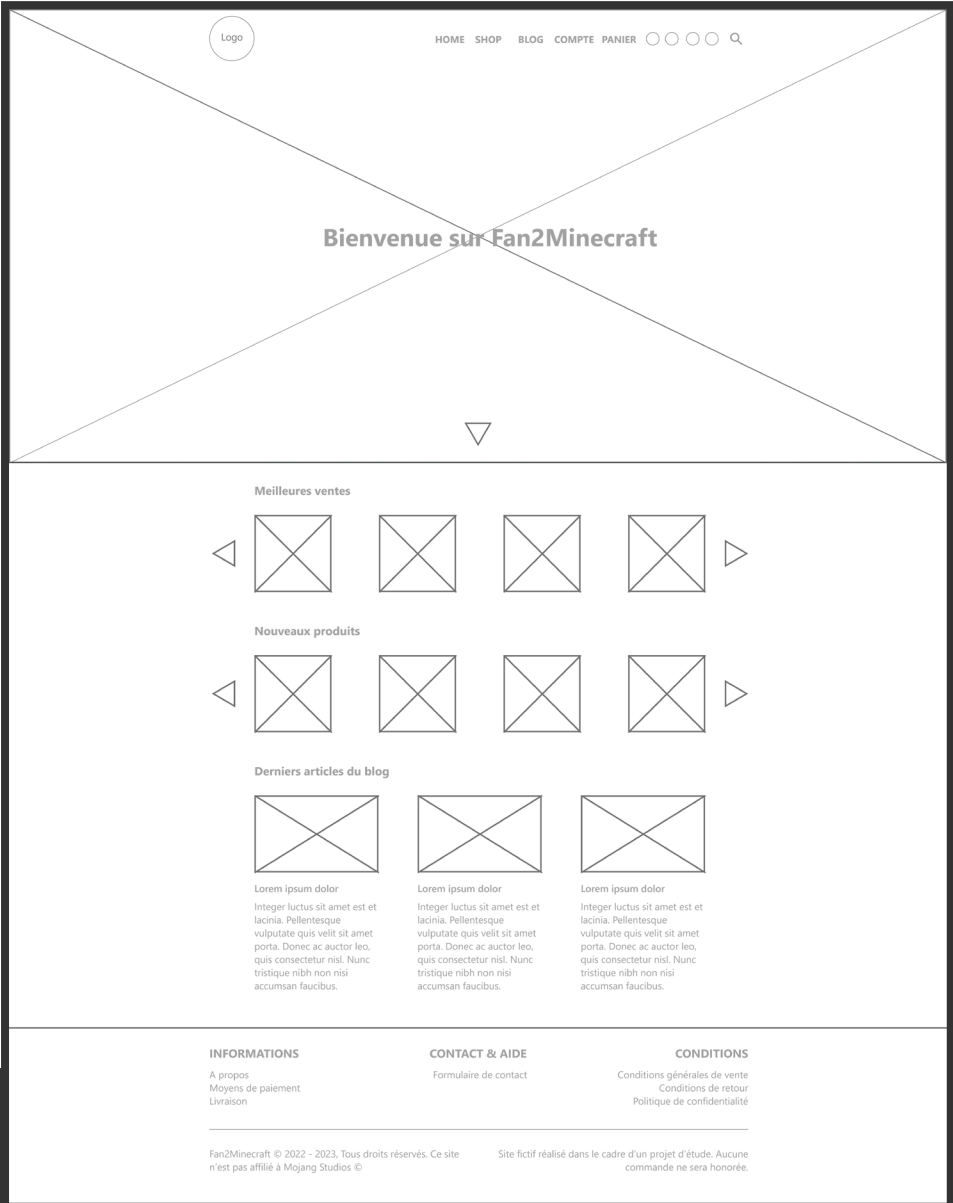 Logo
HOME SHOP BLOG COMPTE PANIER
Bienvenue sur Fan2Minecraft
Meilleures ventes
Nouveaux produits
Derniers articles du blog
Lorem ipsum dolor
Integer luctus sit amet est et
lacinia. Pellentesque
vulputate quis velit sit amet
porta. Donec ac auctor leo,
quis consectetur nisl. Nunc
tristique nibh non nisi
accumsan faucibus.
Lorem ipsum dolor
Integer luctus sit amet est et
lacinia. Pellentesque
vulputate quis velit sit amet
porta. Donec ac auctor leo,
quis consectetur nisl. Nunc
tristique nibh non nisi
accumsan faucibus.
Lorem ipsum dolor
Integer luctus sit amet est et
lacinia. Pellentesque
vulputate quis velit sit amet
porta. Donec ac auctor leo,
quis consectetur nisl. Nunc
tristique nibh non nisi
accumsan faucibus.
INFORMATIONS
A propos
Moyens de paiement
Livraison
CONTACT & AIDE
Formulaire de contact
CONDITIONS
Conditions générales de vente
Conditions de retour
Politique de confidentialité
Fan2Minecraft © 2022 - 2023, Tous droits réservés. Ce site
n'est pas affilié à Mojang Studios ©
Site fictif réalisé dans le cadre d'un projet d'étude. Aucune
commande ne sera honorée.